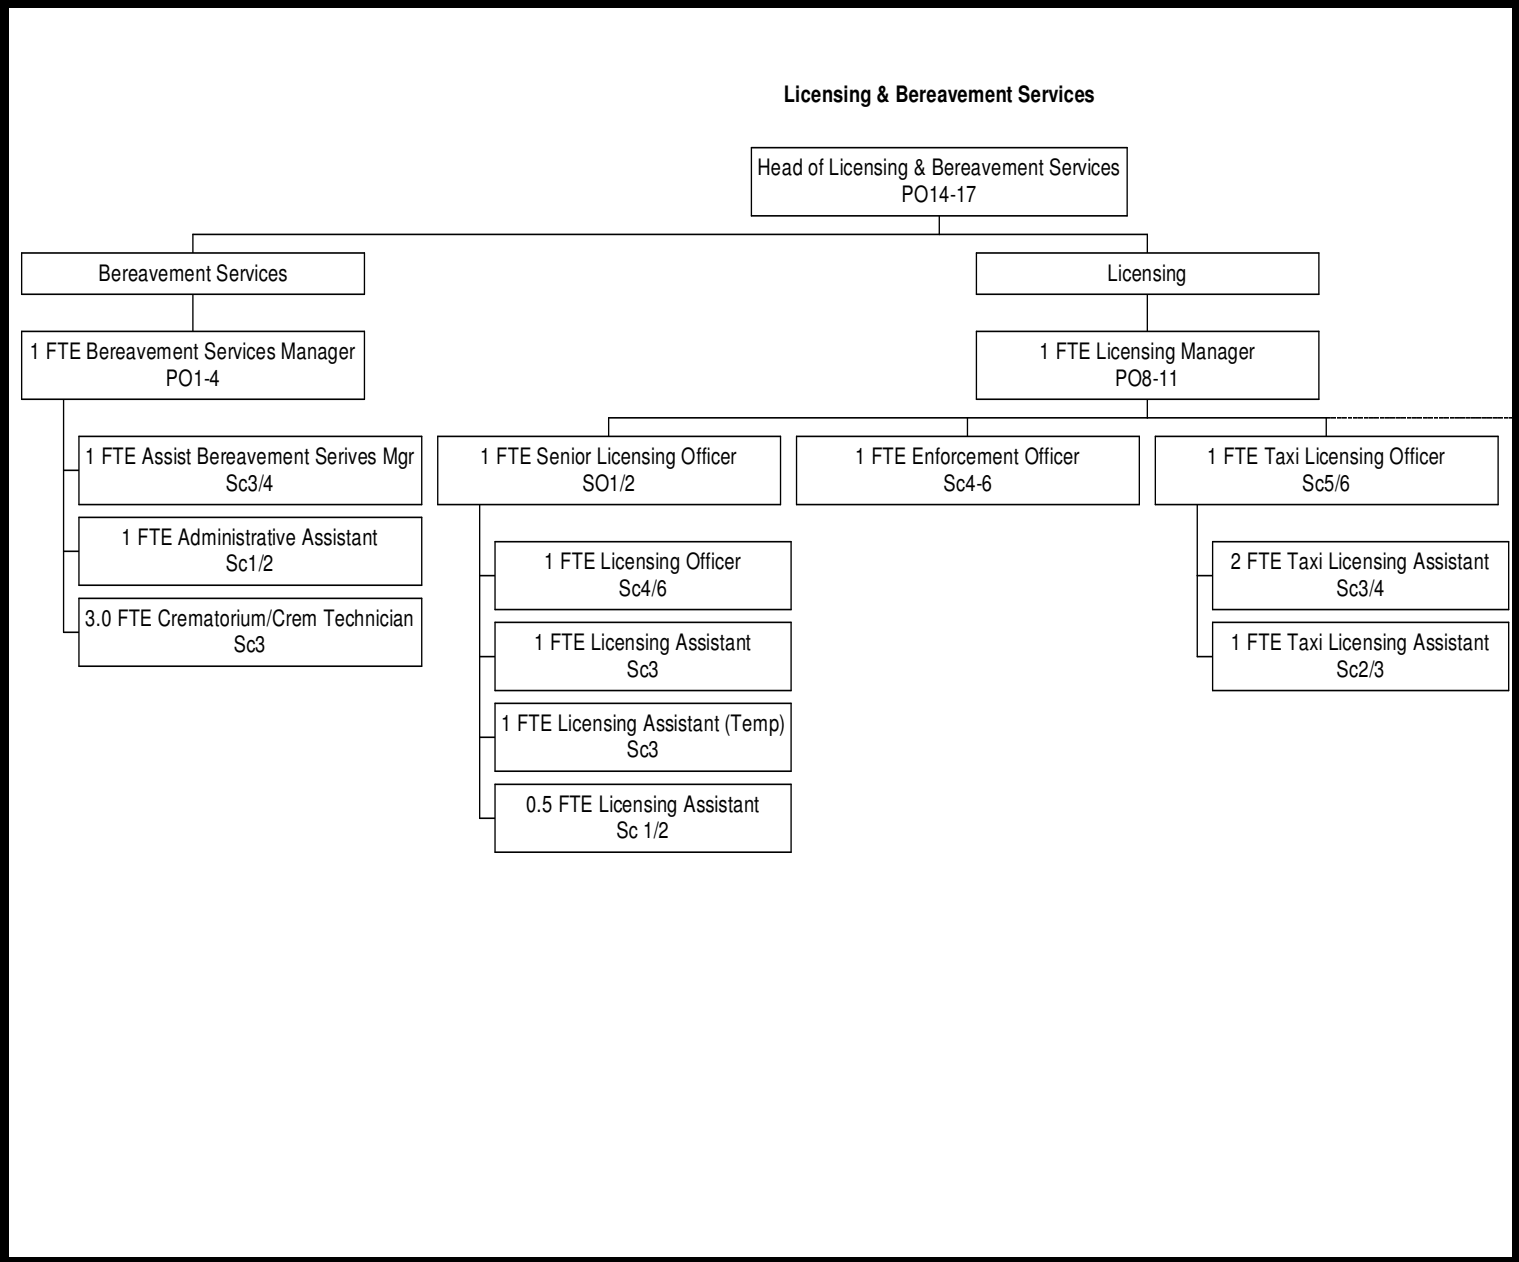 Licensing & Bereavement Services
Head of Licensing & Bereavement Services
PO14-17
Bereavement Services
Licensing
1 FTE Bereavement Services Manager
PO1-4
1 FTE Licensing Manager
PO8-11
1 FTE Assist Bereavement Serives Mgr
Sc3/4
1 FTE Administrative Assistant
Sc1/2
3.0 FTE Crematorium/Crem Technician
Sc3
1 FTE Senior Licensing Officer
SO1/2
1 FTE Licensing Officer
Sc4/6
1 FTE Licensing Assistant
Sc3
1 FTE Licensing Assistant (Temp)
Sc3
0.5 FTE Licensing Assistant
Sc 1/2
1 FTE Enforcement Officer
Sc4-6
1 FTE Taxi Licensing Officer
Sc5/6
2 FTE Taxi Licensing Assistant
Sc3/4
1 FTE Taxi Licensing Assistant
Sc2/3